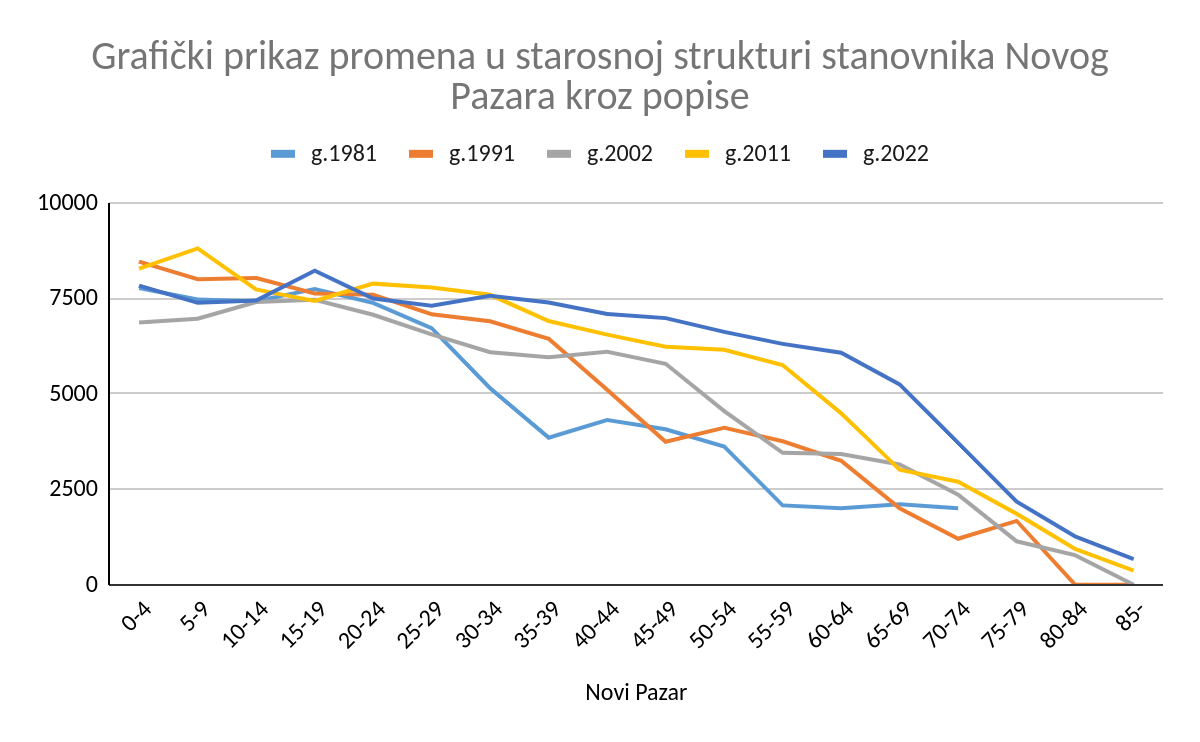 Grafički prikaz promena u starosnoj strukturi stanovnika Novog
Pazara kroz popise
g.1981 g.1991 g.2002 g.2011 g.2022
10000
7500
5000
2500
0
0-4 5-9 10-14 15-19 20-24 25-29 30-34 35-39 40-44 45-49 50-54 55-59 60-64 65-69 70-74 75-79 80-84 85-
Novi Pazar